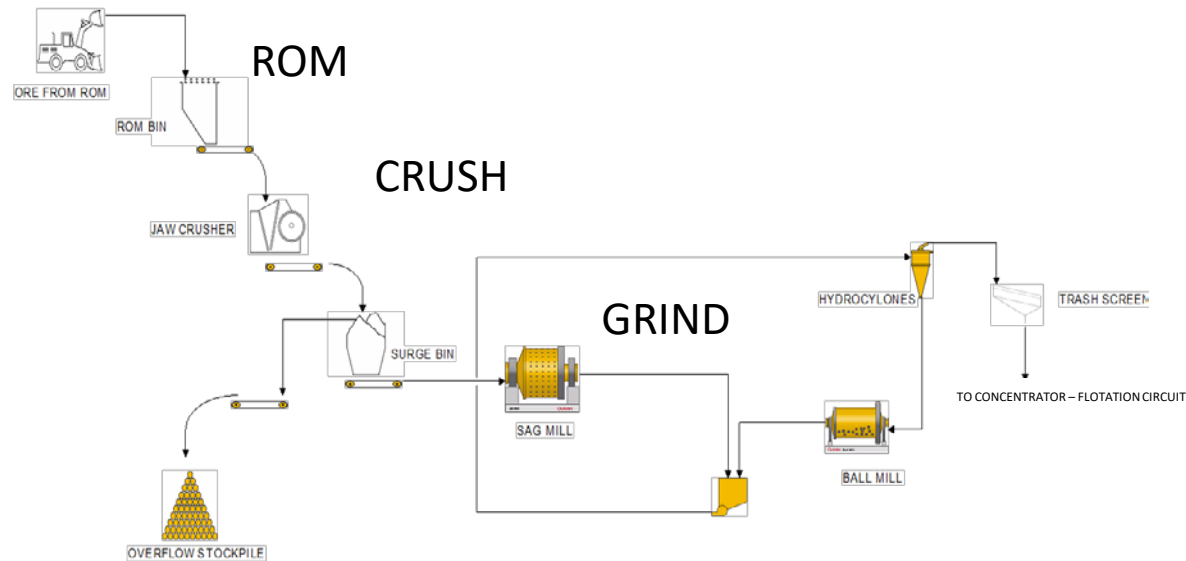 ROM
ORE FROM ROM
ROM BIN
CRUSH
JAW CRUSHER
HYDROCYLONES
TRASH SCREEN
GRIND
SURGE BIN
TO CONCENTRATOR – FLOTATION CIRCUIT
SAG MILL
BALL MILL
OVERFLOW STOCKPILE